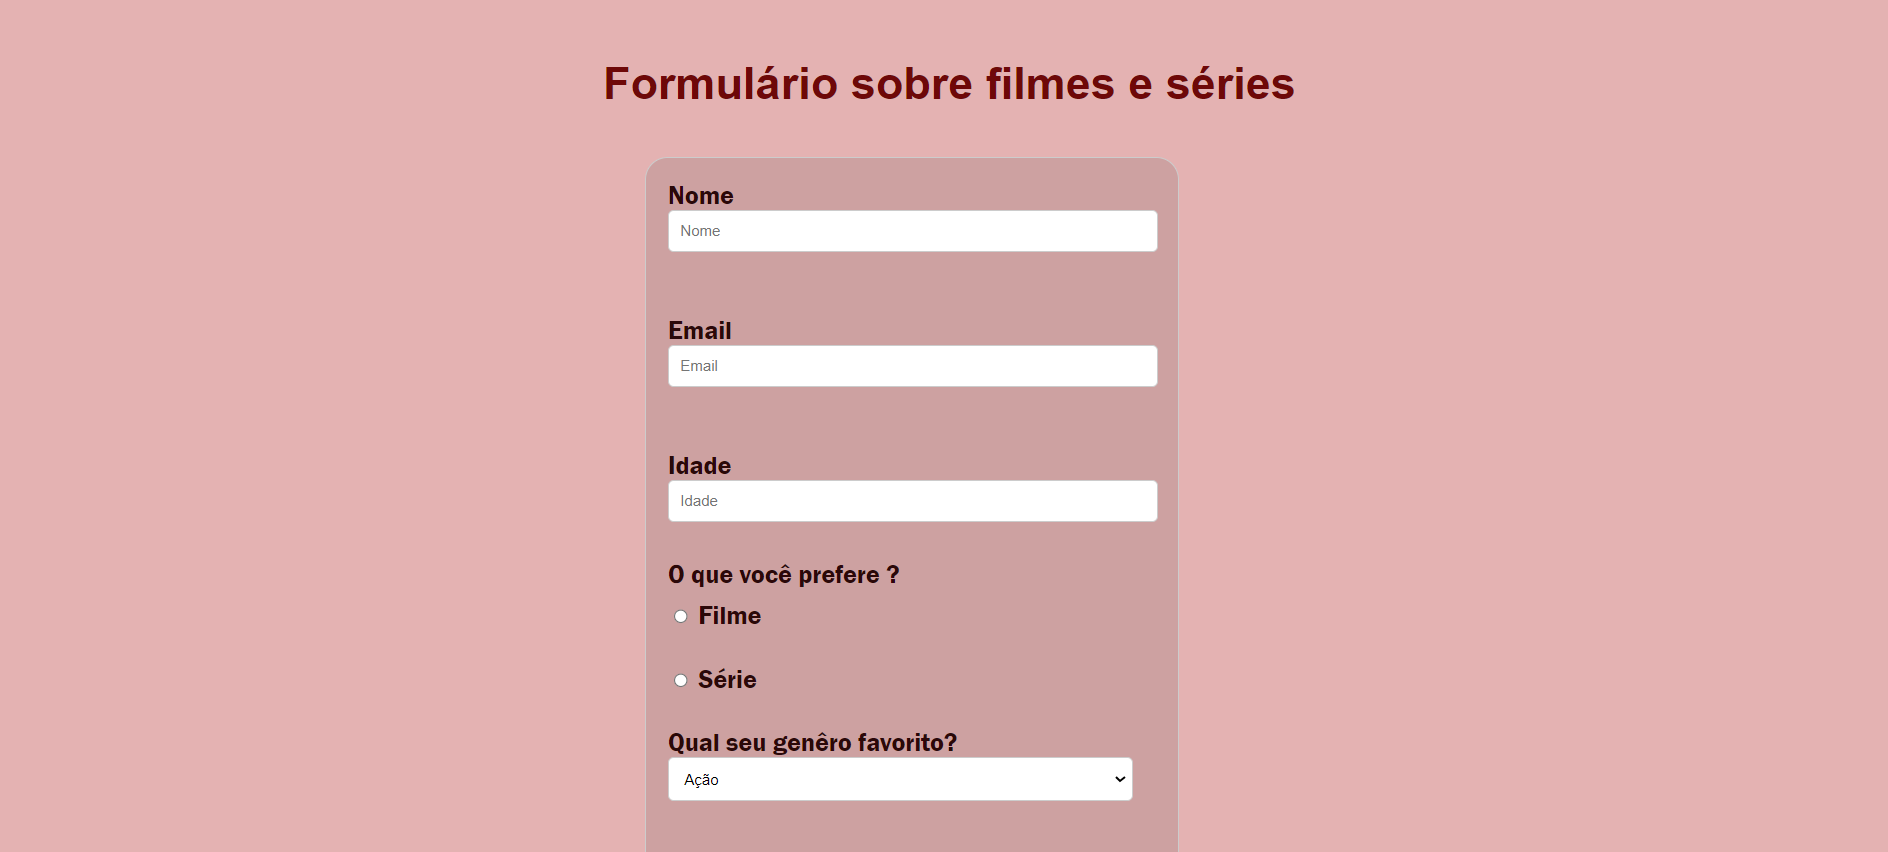 Formulário sobre filmes e séries
Nome
Nome
Email
Email
Idade
Idade
O que você prefere ?
Filme
Série
Qual seu genêro favorito?
Ação